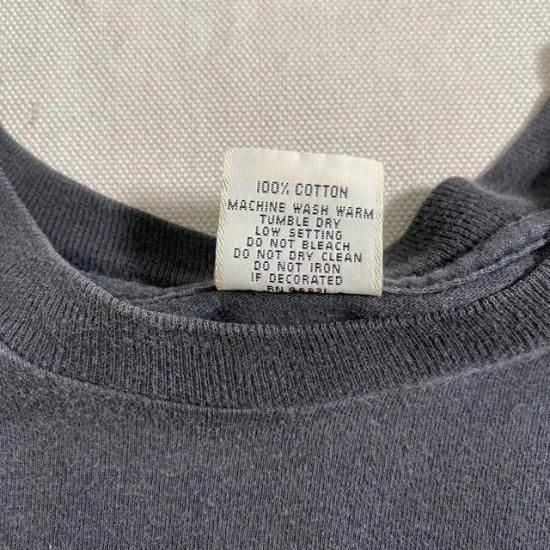 100% COTTON
MACHINE WASH WARM
TUMBLE DRY
LOW SETTING
DO NOT BLEACH
DO NOT DRY CLEAN
DO NOT IRON
IF DECORATED
RN